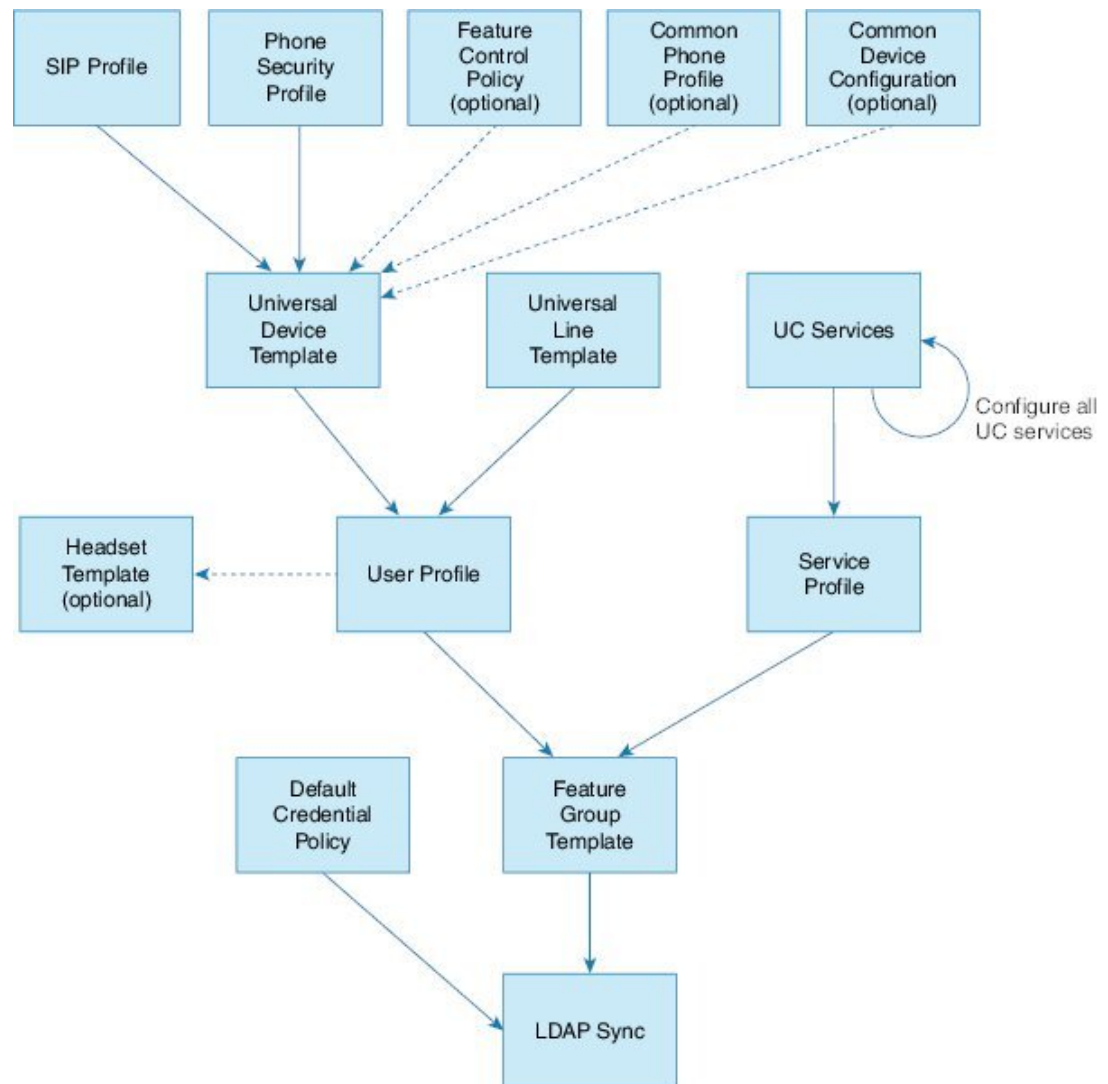 SIP Profile
Phone
Security
Profile
Feature
Control
Policy
(optional)
Common
Phone
Profile
(optional)
Common
Device
Configuration
(optional)
Universal
Device
Template
Universal
Line
Template
UC Services
Configure all
UC services
Headset
Template
(optional)
User Profile
Service
Profile
Default
Credential
Policy
Feature
Group
Template
LDAP Sync